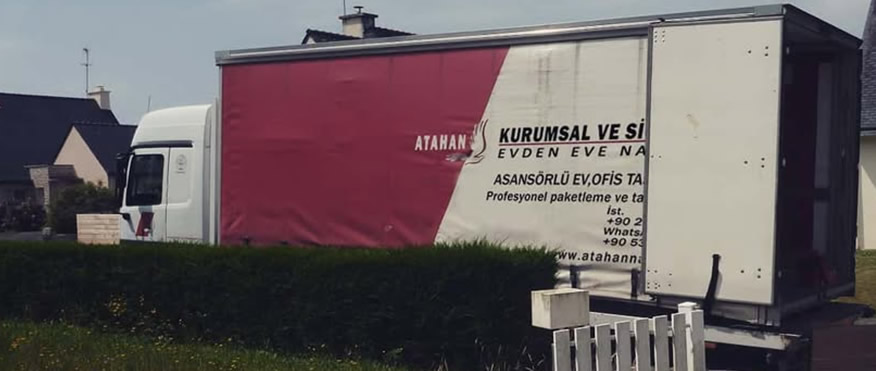 ATAHAN
KURUMSAL VE Sİ
EVDEN EVE NA
ASANSÖRLÜ EV,OFİS TA
Profesyonel paketleme ve ta
İst.
+90 2
Whats
+90 53
www.atahanna